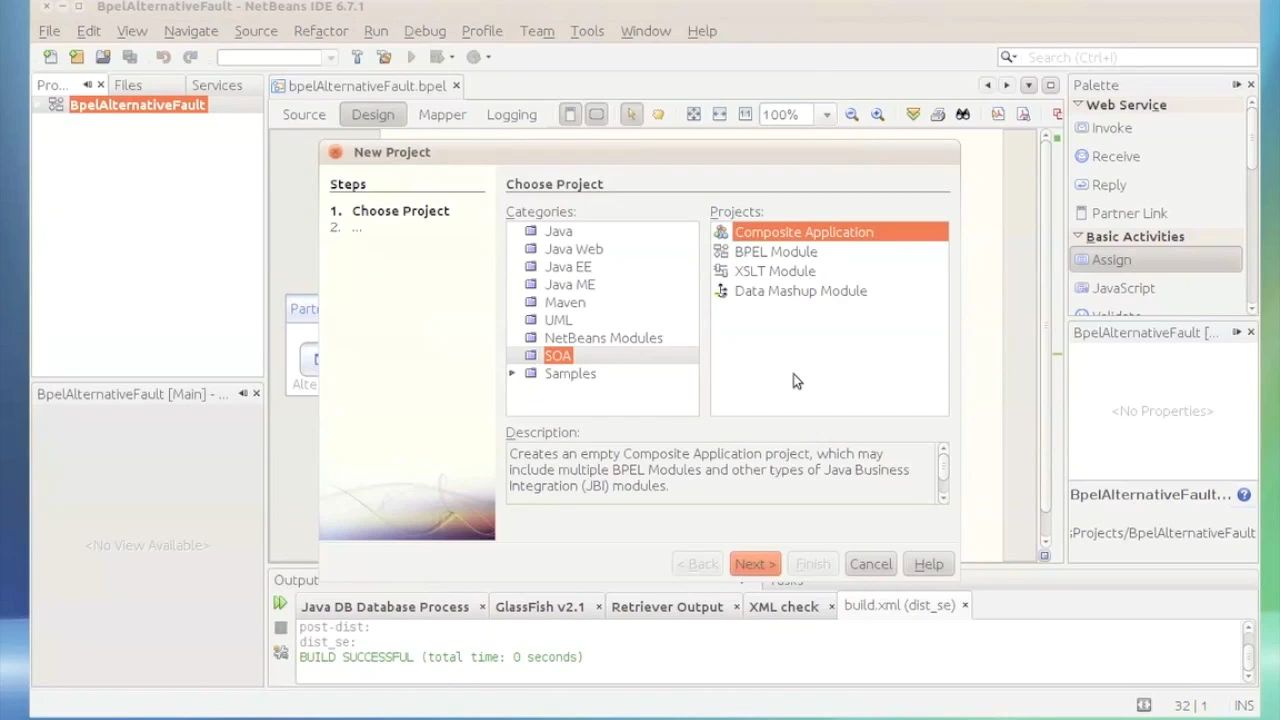 BpelAlternativeFault - NetBeans IDE 6.7.1
File Edit View Navigate Source Refactor Run Debug Profile Team Tools Window Help
Search (Ctrl+I)
Pro... Files Services
bpelAlternativeFault.bpel
Palette
BpelAlternativeFault
Source Design Mapper Logging 100%
Web Service
Invoke
Receive
Reply
Partner Link
Basic Activities
Assign
JavaScript
Validate
New Project
Steps
1. Choose Project
2. ...
Choose Project
Categories:
Java
Java Web
Java EE
Java ME
Maven
UML
NetBeans Modules
SOA
Samples
Projects:
Composite Application
BPEL Module
XSLT Module
Data Mashup Module
Description:
Creates an empty Composite Application project, which may
include multiple BPEL Modules and other types of Java Business
Integration (JBI) modules.
< Back Next > Finish Cancel Help
Partn
Alte
BpelAlternativeFault [Main] - ...
<No View Available>
BpelAlternativeFault [...
<No Properties>
BpelAlternativeFault...
Projects/BpelAlternativeFault
Output
Tasks
Java DB Database Process GlassFish v2.1 Retriever Output XML check build.xml (dist_se)
post-dist:
dist_se:
BUILD SUCCESSFUL (total time: 0 seconds)
32 | 1 INS